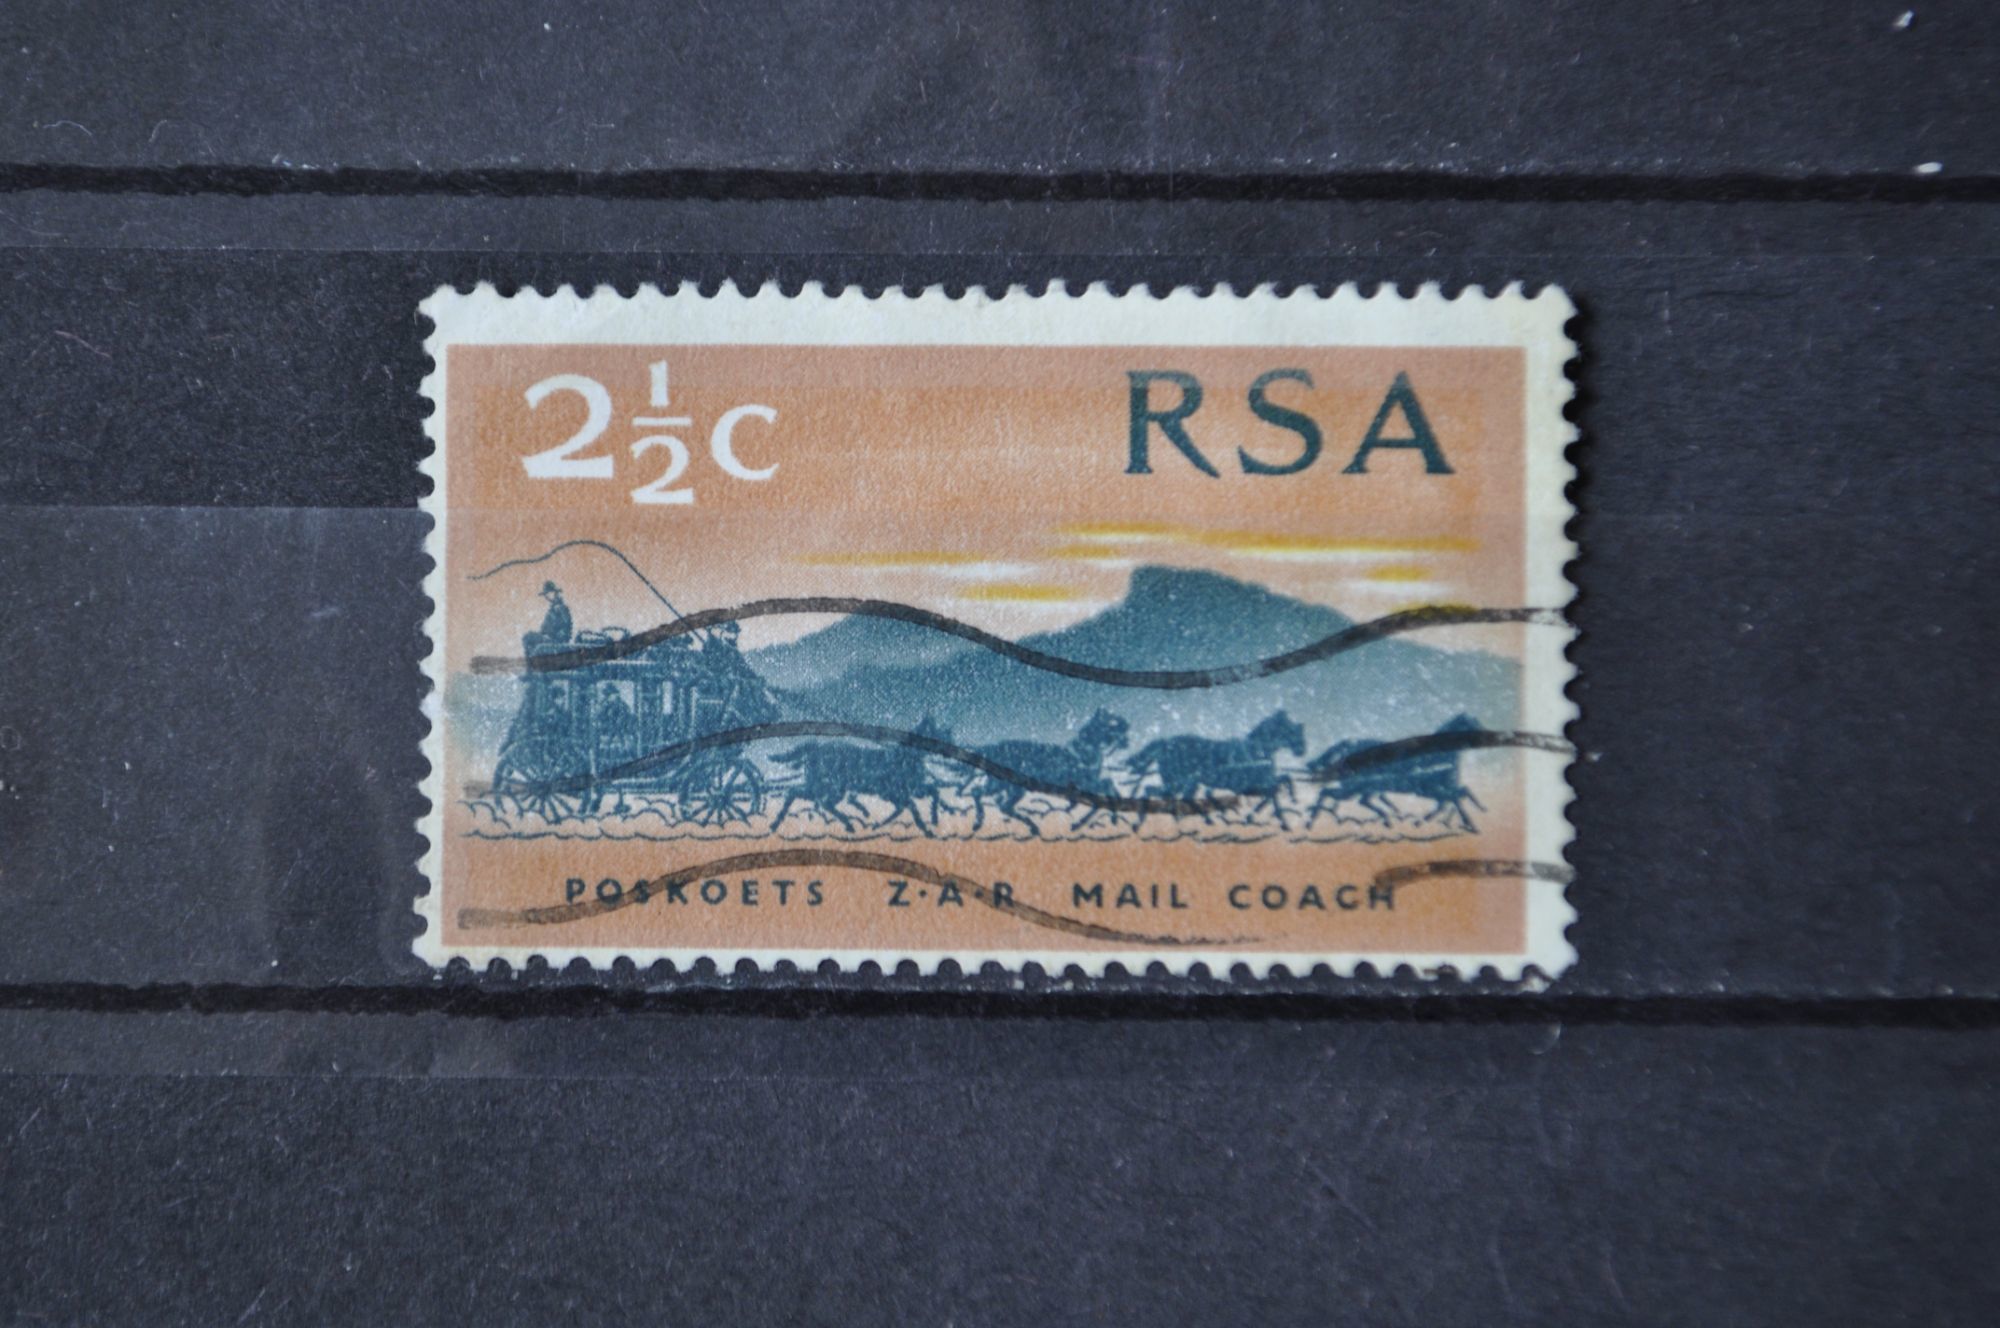 2½c RSA
POSKOETS Z·A·R MAIL COACH